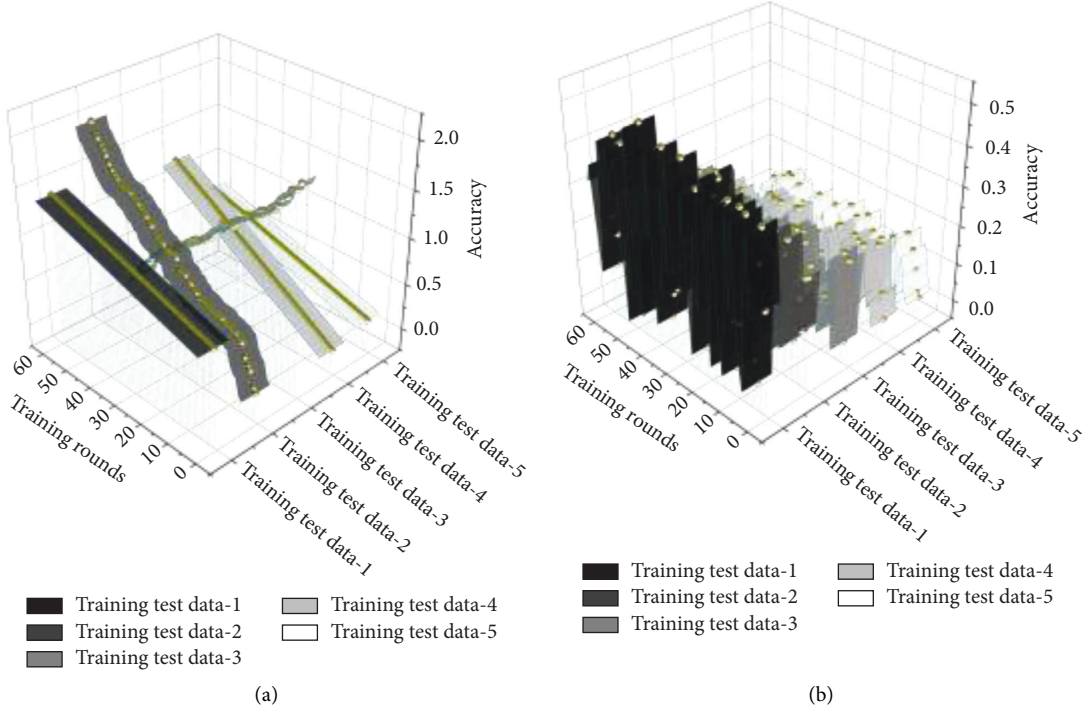 2.0
1.5
1.0
0.5
0.0
Accuracy
60
50
40
30
20
10
0
Training rounds
Training test data-5
Training test data-4
Training test data-3
Training test data-2
Training test data-1
Training test data-1
Training test data-2
Training test data-3
Training test data-4
Training test data-5
(a)
0.5
0.4
0.3
0.2
0.1
0.0
Accuracy
60
50
40
30
20
10
0
Training rounds
Training test data-5
Training test data-4
Training test data-3
Training test data-2
Training test data-1
Training test data-1
Training test data-2
Training test data-3
Training test data-4
Training test data-5
(b)